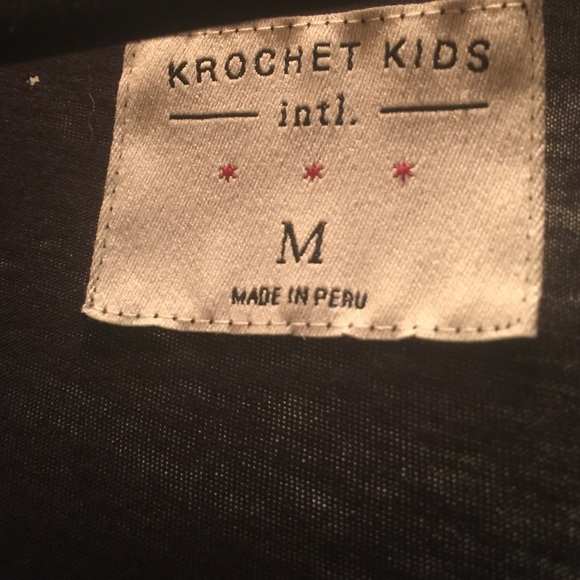 KROCHET KIDS
intl.
* * *
M
MADE IN PERU